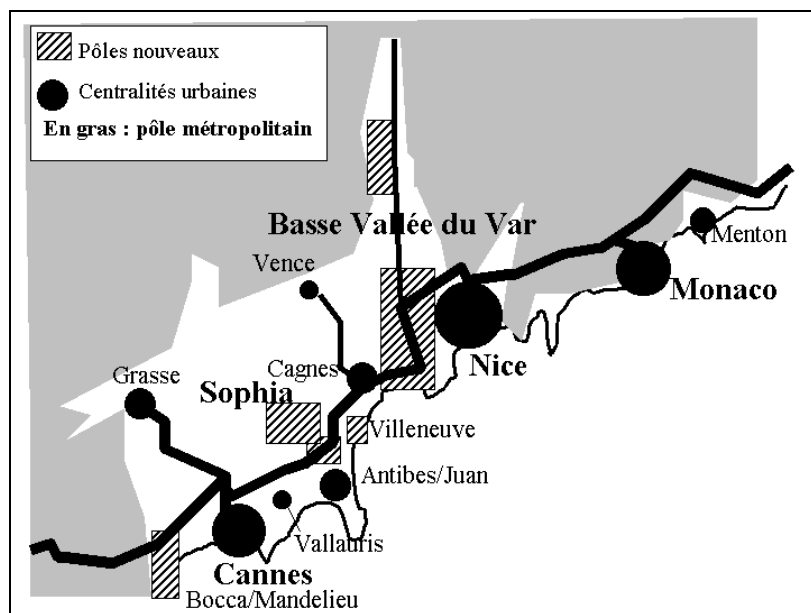 Pôles nouveaux
Centralités urbaines
En gras : pôle métropolitain
Basse Vallée du Var
Menton
Vence
Monaco
Nice
Cagnes
Grasse
Sophia
Villeneuve
Antibes/Juan
Vallauris
Cannes
Bocca/Mandelieu